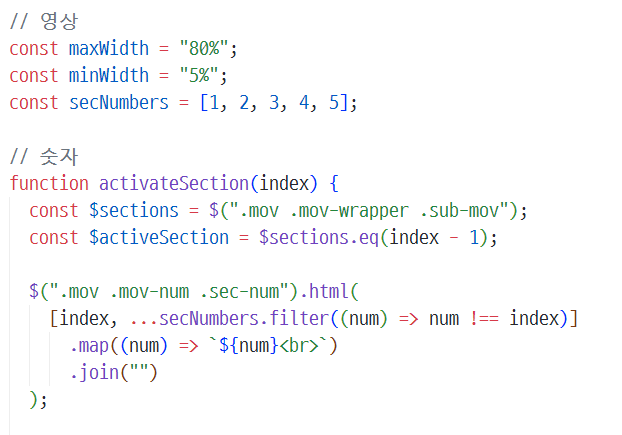 // 영상
const maxWidth = "80%";
const minWidth = "5%";
const secNumbers = [1, 2, 3, 4, 5];
// 숫자
function activateSection(index) {
const $sections = $(".mov .mov-wrapper .sub-mov");
const $activeSection = $sections.eq(index - 1);
$(".mov .mov-num .sec-num").html(
[index, ...secNumbers.filter((num) => num !== index)]
.map((num) => `${num}<br>`)
.join("")
);